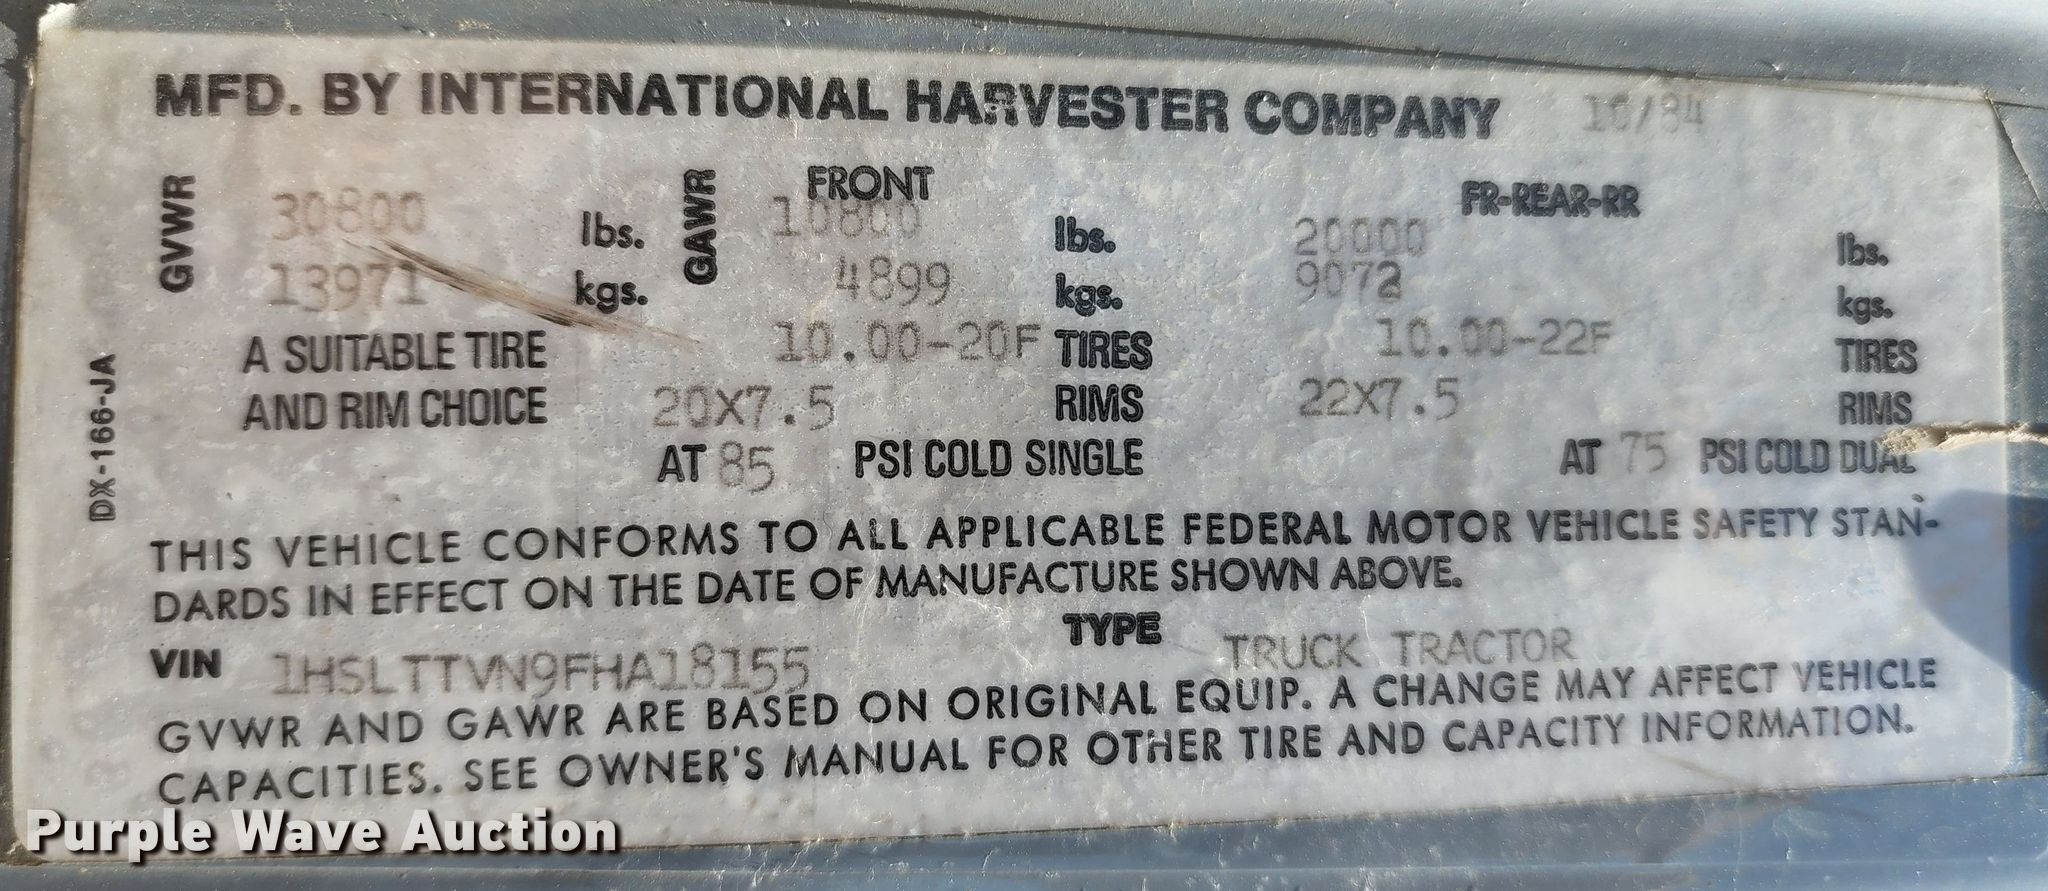 MFD. BY INTERNATIONAL HARVESTER COMPANY 10/84
GVWR 30800 lbs. GAWR FRONT 10800 lbs. FR-REAR-RR 20000 lbs.
13971 kgs. 4899 kgs. 9072 kgs.
A SUITABLE TIRE 10.00-20F TIRES 10.00-22F TIRES
AND RIM CHOICE 20X7.5 RIMS 22X7.5 RIMS
AT 85 PSI COLD SINGLE AT 75 PSI COLD DUAL
DX-166-JA
THIS VEHICLE CONFORMS TO ALL APPLICABLE FEDERAL MOTOR VEHICLE SAFETY STAN-
DARDS IN EFFECT ON THE DATE OF MANUFACTURE SHOWN ABOVE.
VIN 1HSLTTVN9FHA18155 TYPE TRUCK TRACTOR
GVWR AND GAWR ARE BASED ON ORIGINAL EQUIP. A CHANGE MAY AFFECT VEHICLE
CAPACITIES. SEE OWNER'S MANUAL FOR OTHER TIRE AND CAPACITY INFORMATION.
Purple Wave Auction